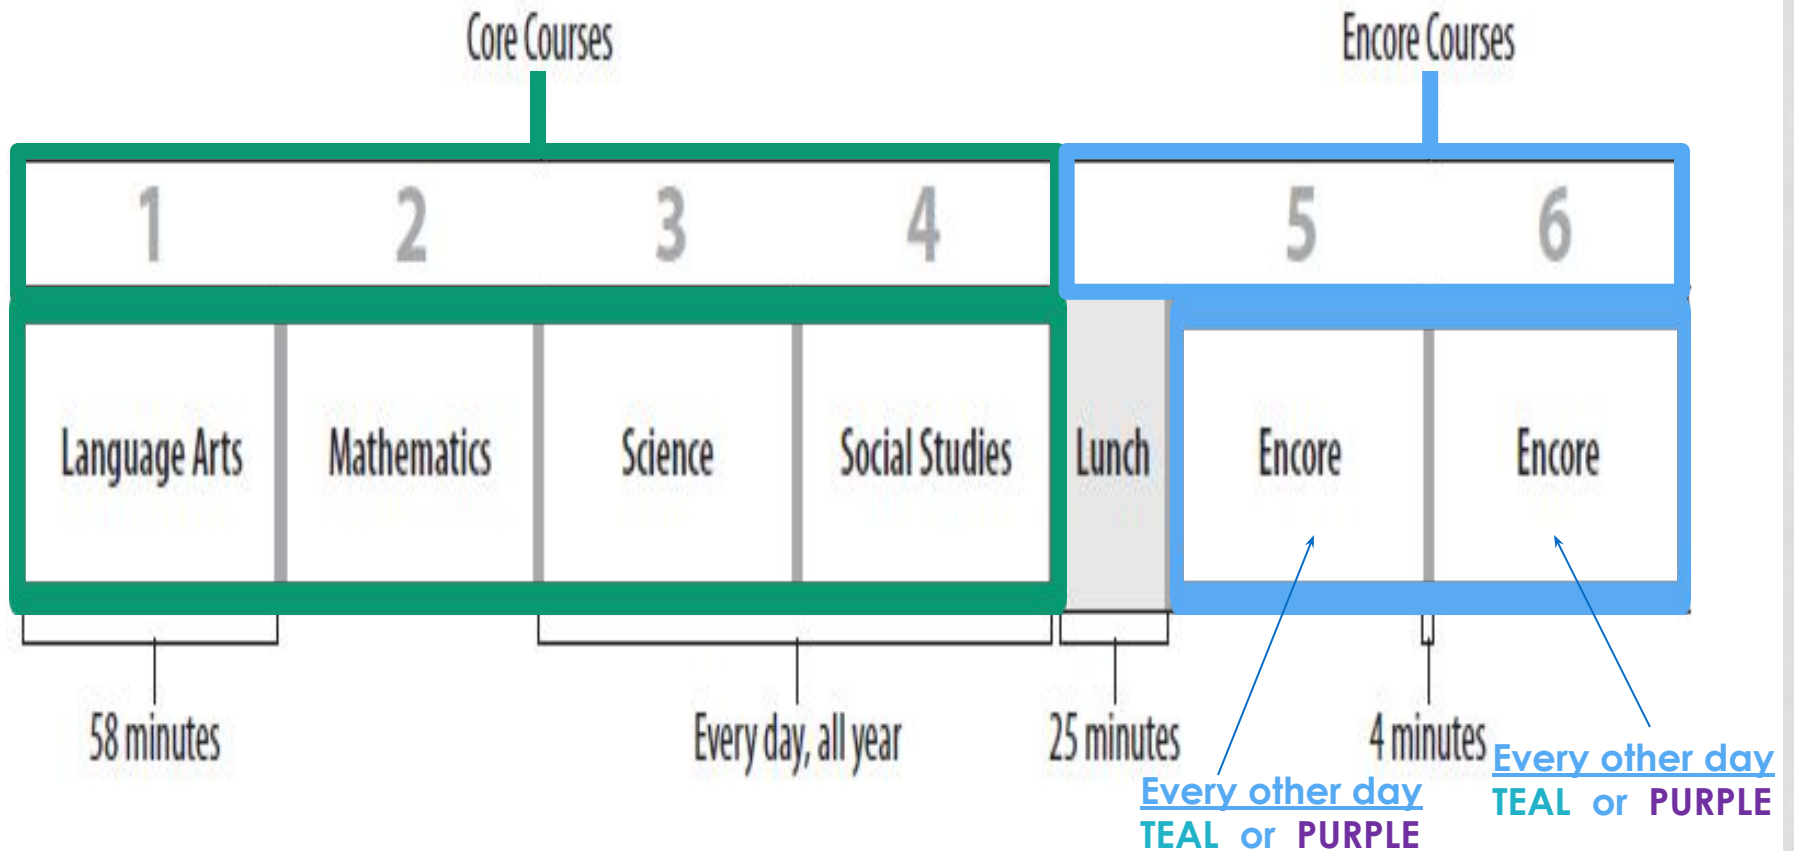 Core Courses
Encore Courses
1 2 3 4 5 6
Language Arts Mathematics Science Social Studies Lunch Encore Encore
58 minutes Every day, all year 25 minutes 4 minutes
Every other day
TEAL or PURPLE
Every other day
TEAL or PURPLE